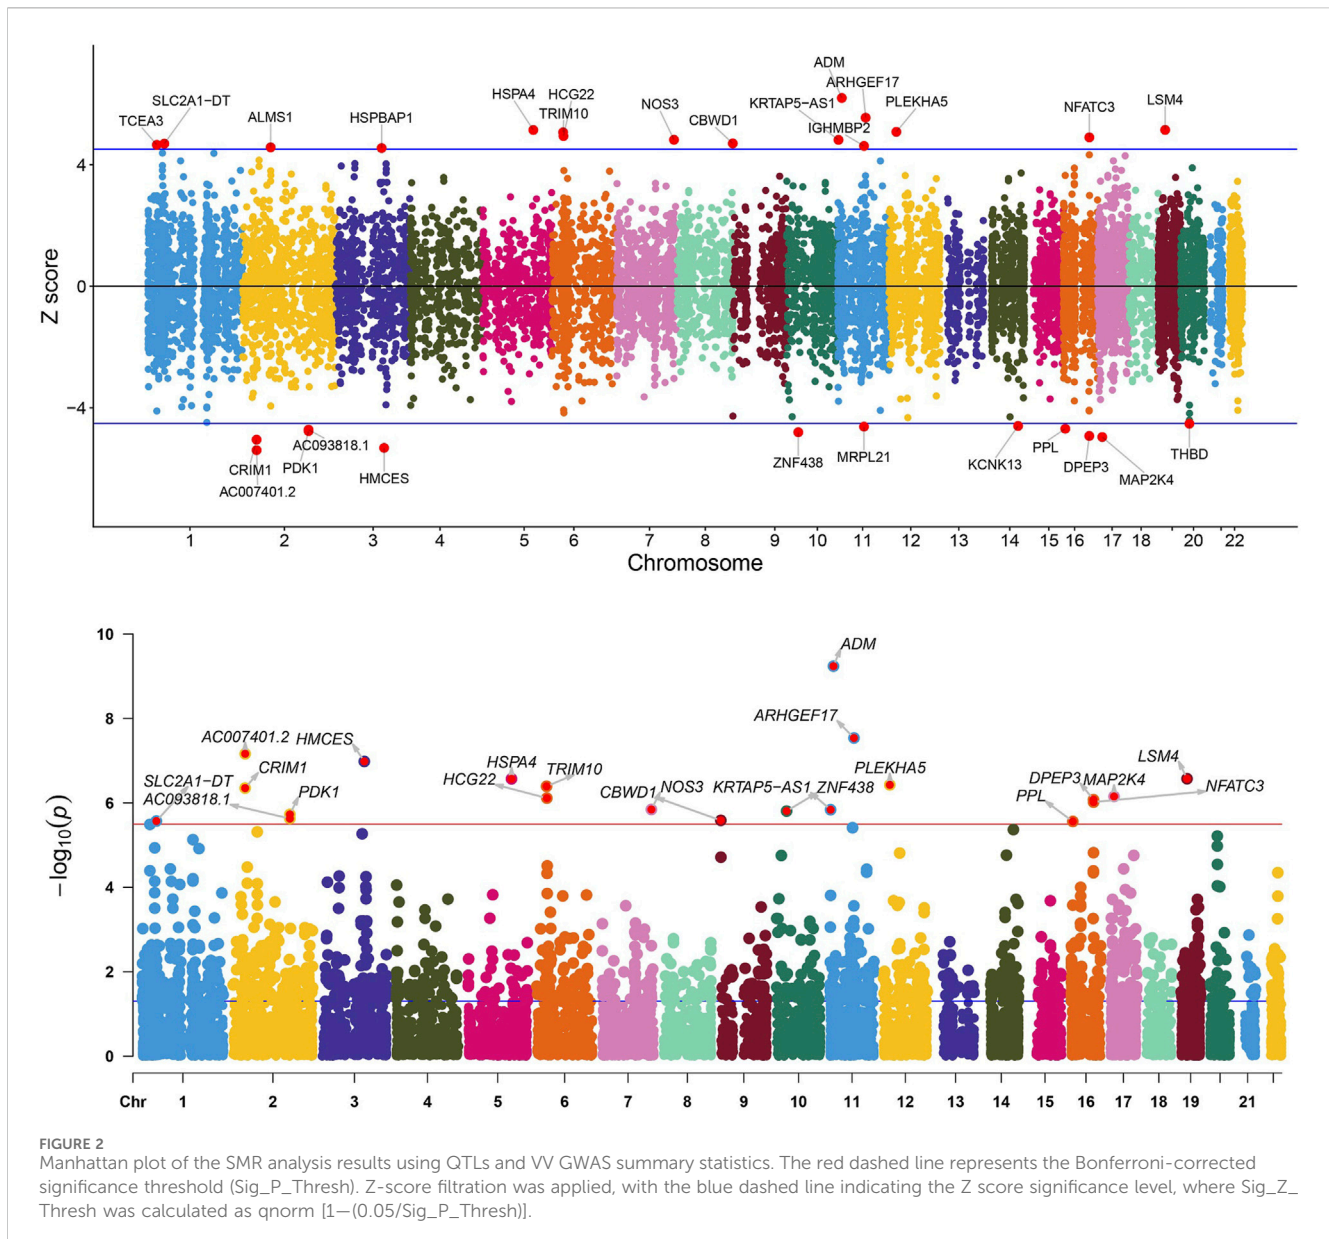 ADM
ARHGEF17
HSPA4
HCG22
SLC2A1−DT
LSM4
KRTAP5−AS1
PLEKHA5
NOS3
NFATC3
TRIM10
TCEA3
ALMS1
HSPBAP1
CBWD1
IGHMBP2
4
Z score
0
−4
AC093818.1
CRIM1
PDK1
HMCES
AC007401.2
ZNF438
MRPL21
KCNK13
PPL
DPEP3
MAP2K4
THBD
1 2 3 4 5 6 7 8 9 10 11 12 13 14 15 16 17 18 20 22
Chromosome
10
ADM
8
ARHGEF17
AC007401.2
HMCES
LSM4
HSPA4
TRIM10
PLEKHA5
CRIM1
SLC2A1−DT
HCG22
NOS3
KRTAP5−AS1
ZNF438
DPEP3
MAP2K4
NFATC3
AC093818.1
PDK1
CBWD1
PPL
6
−log10(p)
4
2
0
Chr 1 2 3 4 5 6 7 8 9 10 11 12 13 14 15 16 17 18 19 21
FIGURE 2
Manhattan plot of the SMR analysis results using QTLs and VV GWAS summary statistics. The red dashed line represents the Bonferroni-corrected
significance threshold (Sig_P_Thresh). Z-score filtration was applied, with the blue dashed line indicating the Z score significance level, where Sig_Z_
Thresh was calculated as qnorm [1—(0.05/Sig_P_Thresh)].